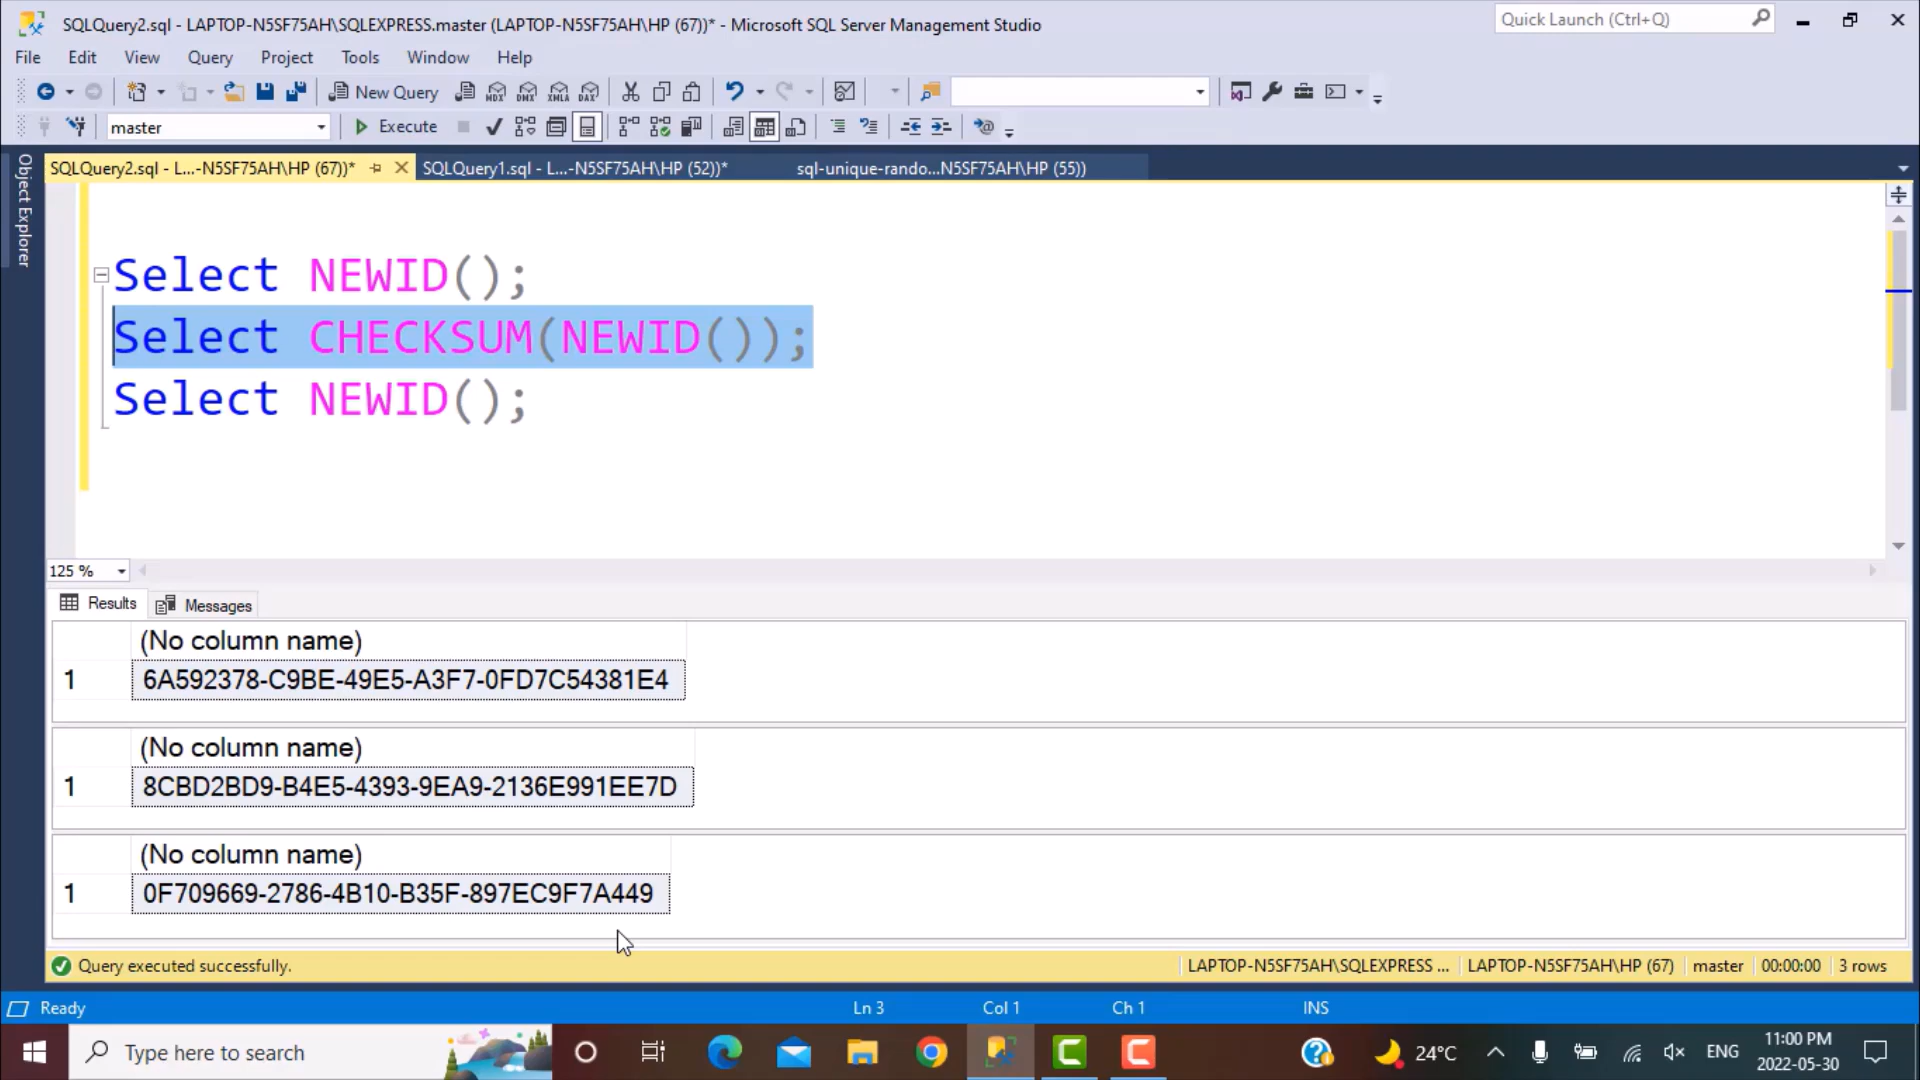 SQLQuery2.sql - LAPTOP-N5SF75AH\SQLEXPRESS.master (LAPTOP-N5SF75AH\HP (67))* - Microsoft SQL Server Management Studio
Quick Launch (Ctrl+Q)
File Edit View Query Project Tools Window Help
New Query MDX DMX XMLA DAX
master Execute
SQLQuery2.sql - L...-N5SF75AH\HP (67))* SQLQuery1.sql - L...-N5SF75AH\HP (52))* sql-unique-rando...N5SF75AH\HP (55))
Object Explorer
Select NEWID();
Select CHECKSUM(NEWID());
Select NEWID();
125 %
Results Messages
(No column name)
1 6A592378-C9BE-49E5-A3F7-0FD7C54381E4
(No column name)
1 8CBD2BD9-B4E5-4393-9EA9-2136E991EE7D
(No column name)
1 0F709669-2786-4B10-B35F-897EC9F7A449
Query executed successfully. LAPTOP-N5SF75AH\SQLEXPRESS ... LAPTOP-N5SF75AH\HP (67) master 00:00:00 3 rows
Ready Ln 3 Col 1 Ch 1 INS
Type here to search 24°C ENG 11:00 PM
2022-05-30